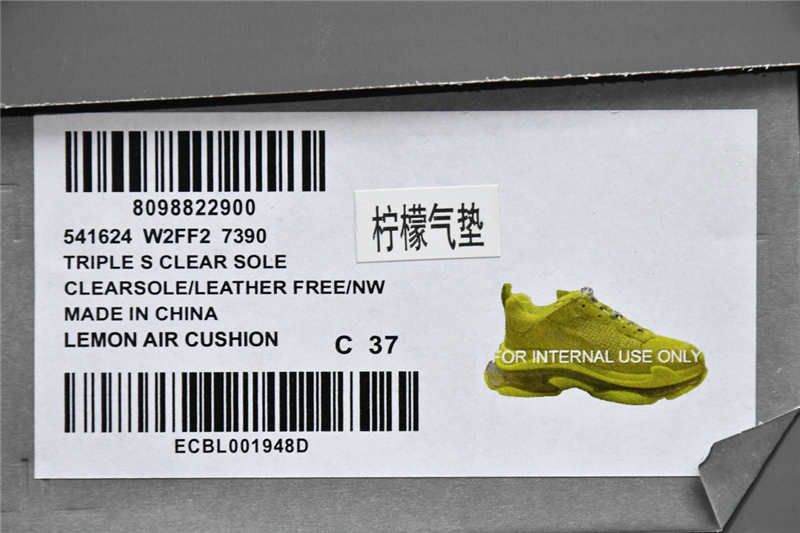 8098822900
541624 W2FF2 7390
柠檬气垫
TRIPLE S CLEAR SOLE
CLEARSOLE/LEATHER FREE/NW
MADE IN CHINA
LEMON AIR CUSHION
C 37
FOR INTERNAL USE ONLY
ECBL001948D